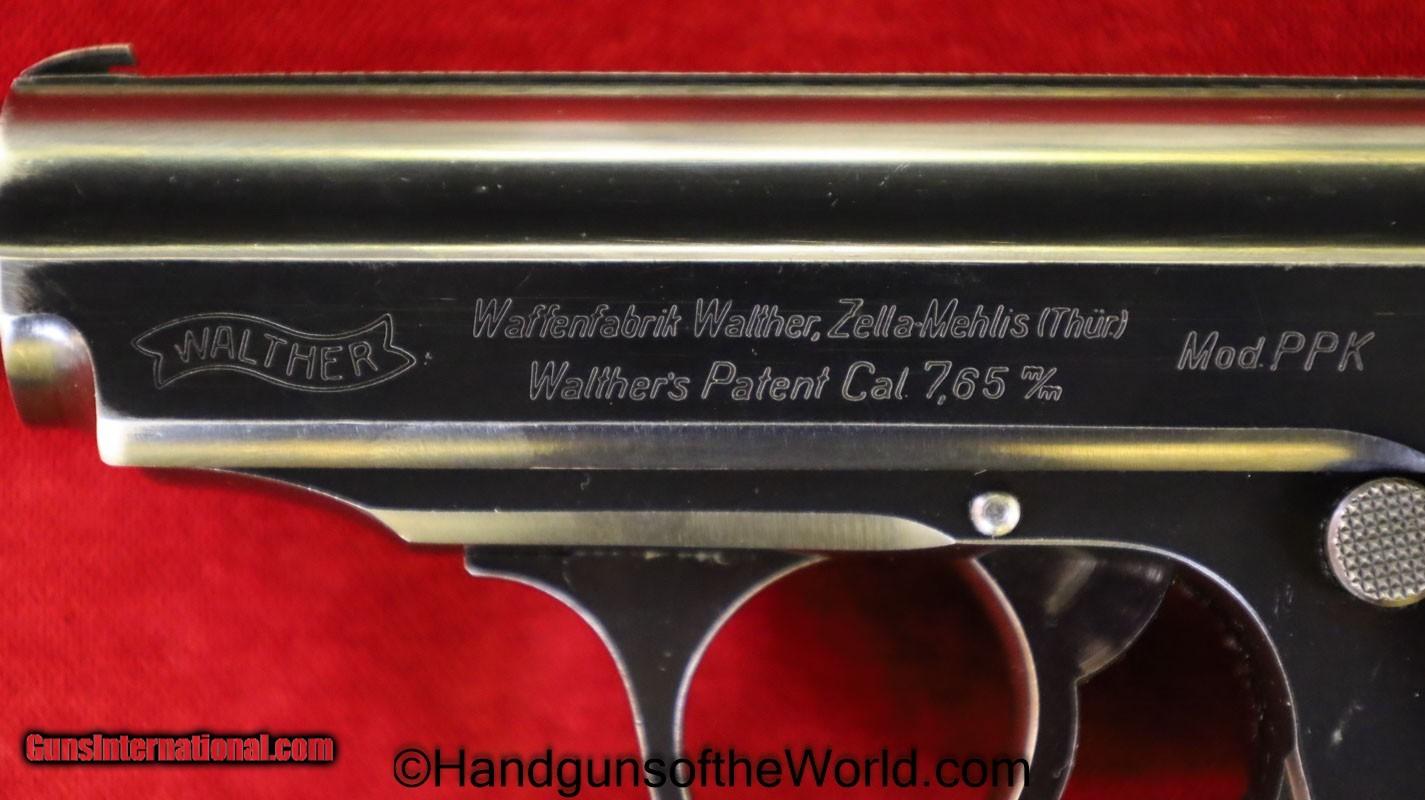 WALTHER
Waffenfabrik Walther, Zella-Mehlis (Thür)
Walther's Patent Cal. 7,65 m/m
Mod. PPK
GunsInternational.com
©HandgunsoftheWorld.com